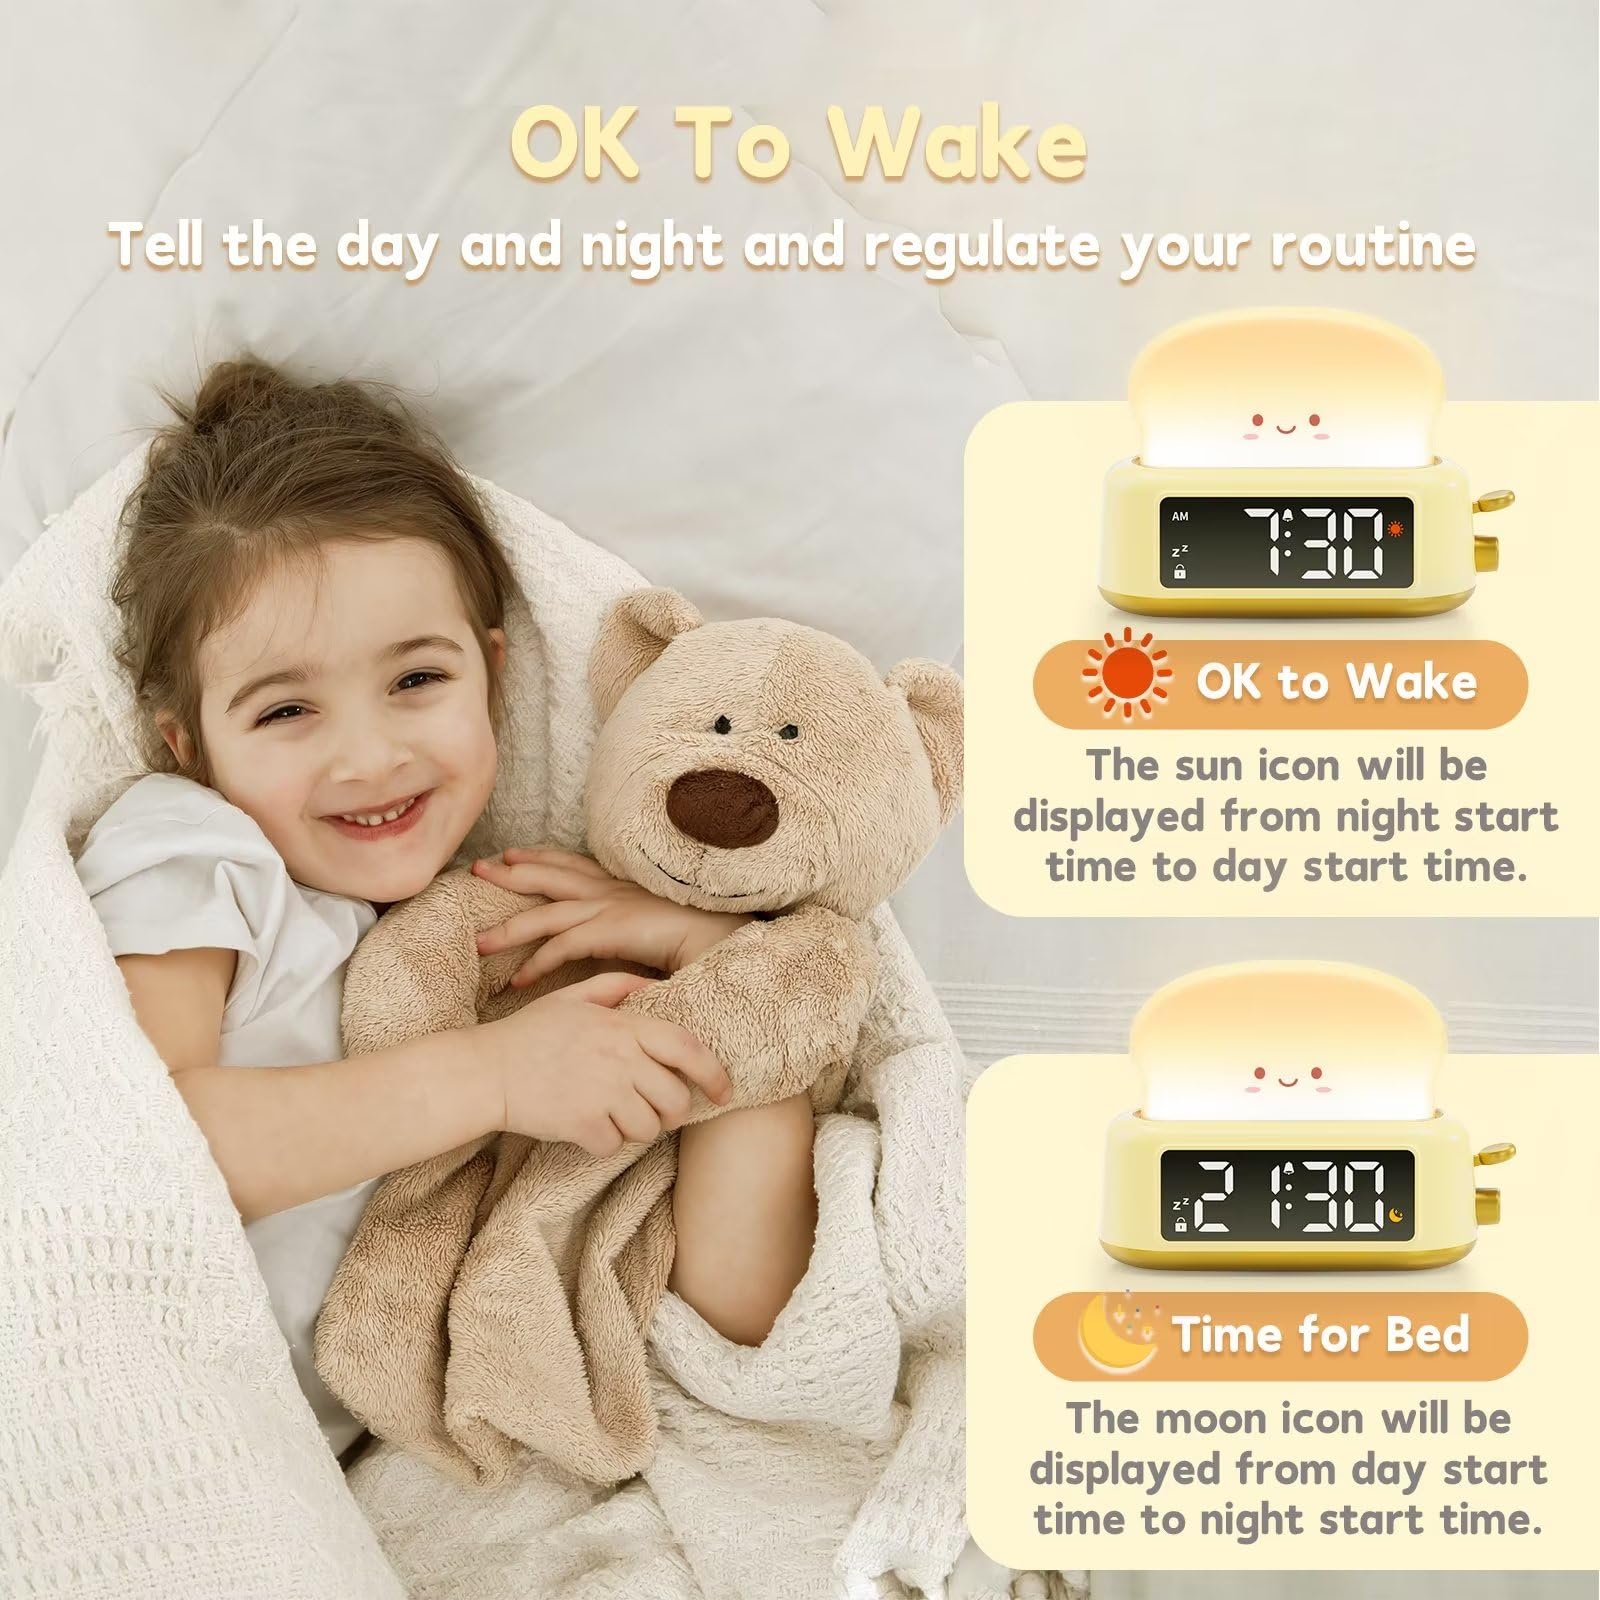 OK To Wake
Tell the day and night and regulate your routine
AM
7:30
zz
OK to Wake
The sun icon will be
displayed from night start
time to day start time.
21:30
zz
Time for Bed
The moon icon will be
displayed from day start
time to night start time.